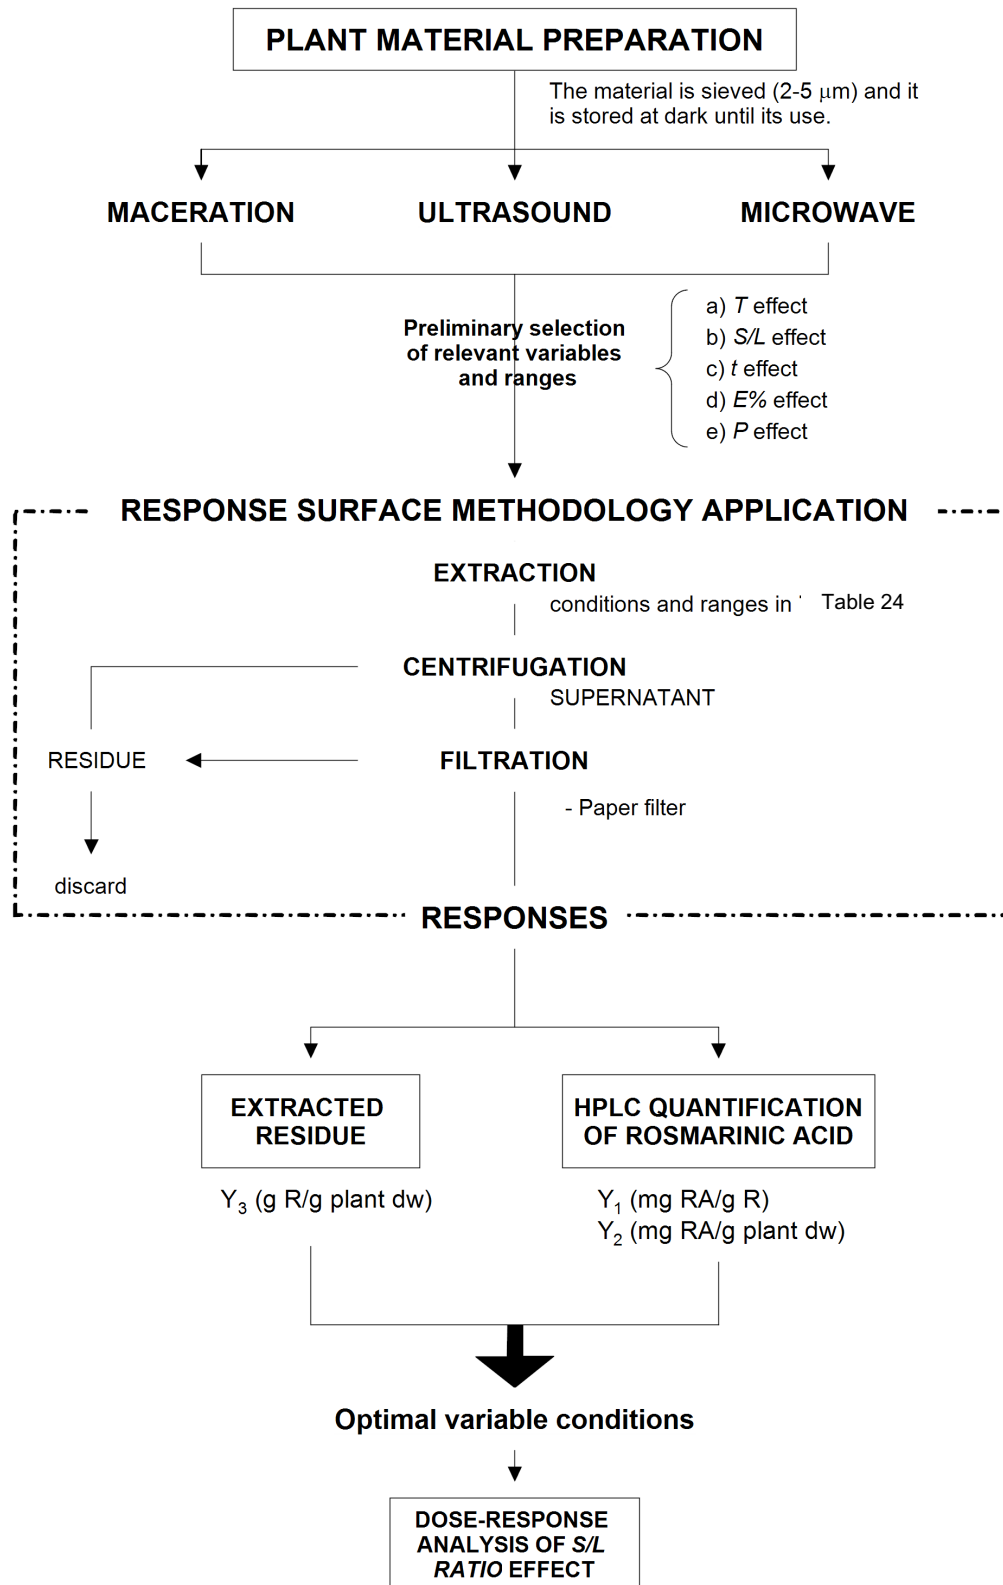 PLANT MATERIAL PREPARATION
The material is sieved (2-5 μm) and it
is stored at dark until its use.
MACERATION
ULTRASOUND
MICROWAVE
Preliminary selection
of relevant variables
and ranges
a) T effect
b) S/L effect
c) t effect
d) E% effect
e) P effect
RESPONSE SURFACE METHODOLOGY APPLICATION
EXTRACTION
conditions and ranges in Table 24
CENTRIFUGATION
SUPERNATANT
RESIDUE
FILTRATION
- Paper filter
discard
RESPONSES
EXTRACTED
RESIDUE
HPLC QUANTIFICATION
OF ROSMARINIC ACID
Y3 (g R/g plant dw)
Y1 (mg RA/g R)
Y2 (mg RA/g plant dw)
Optimal variable conditions
DOSE-RESPONSE
ANALYSIS OF S/L
RATIO EFFECT